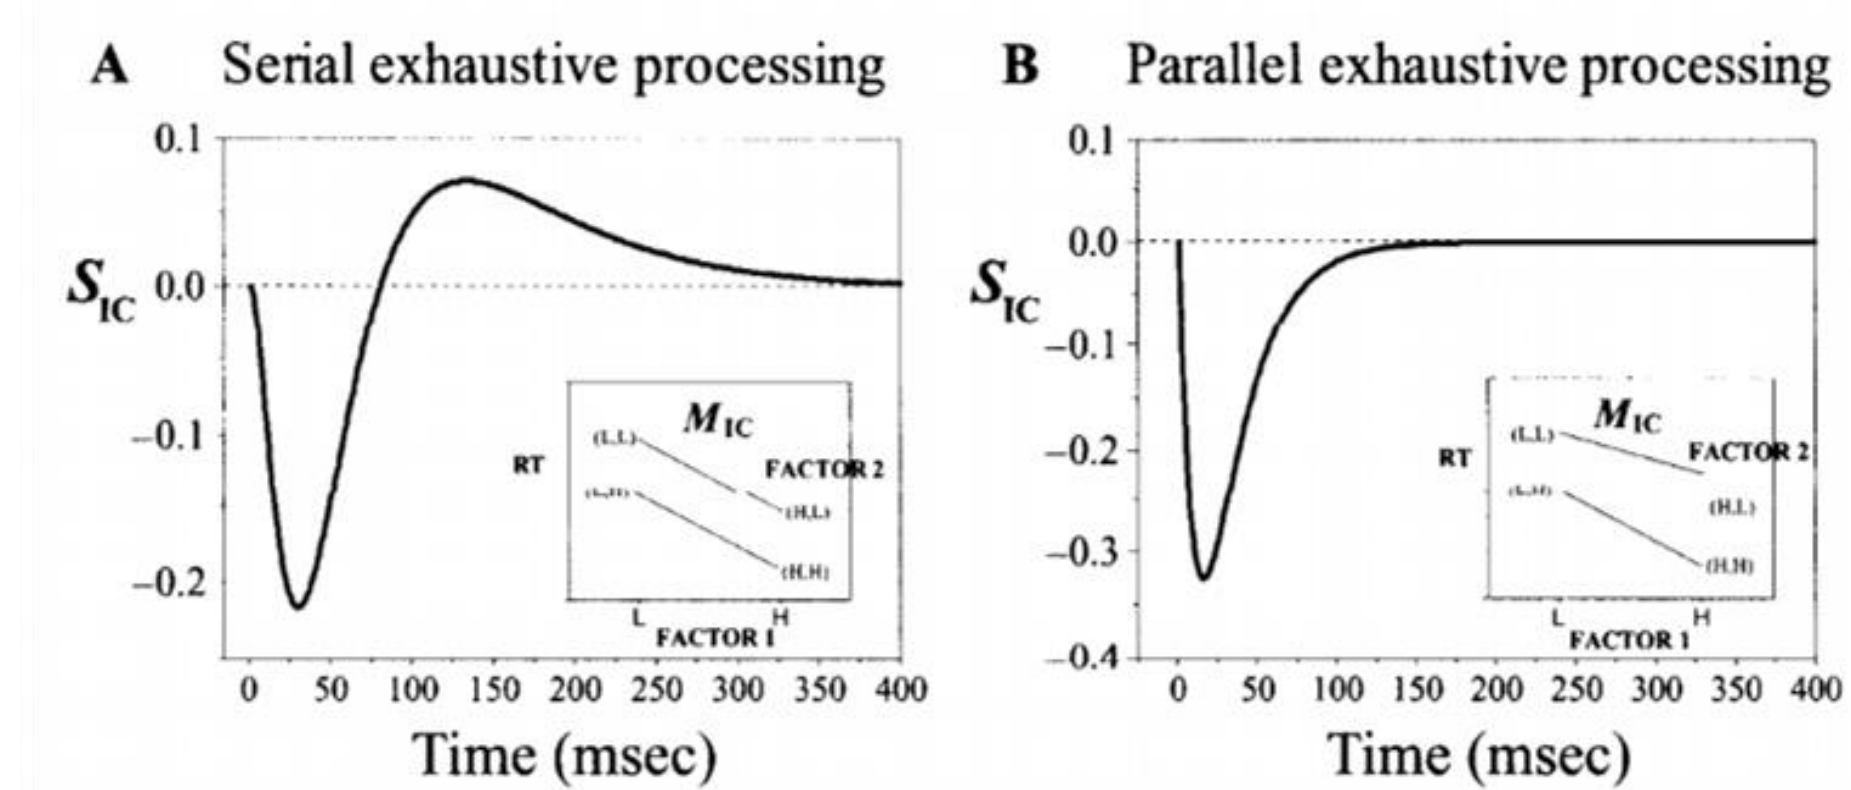 A Serial exhaustive processing
0.1
0.0
−0.1
−0.2
S_IC
M_IC
(L,L)
(L,H)
(H,L)
(H,H)
RT
FACTOR 2
L H
FACTOR 1
0 50 100 150 200 250 300 350 400
Time (msec)
B Parallel exhaustive processing
0.1
0.0
−0.1
−0.2
−0.3
−0.4
S_IC
M_IC
(L,L)
(L,H)
(H,L)
(H,H)
RT
FACTOR 2
L H
FACTOR 1
0 50 100 150 200 250 300 350 400
Time (msec)